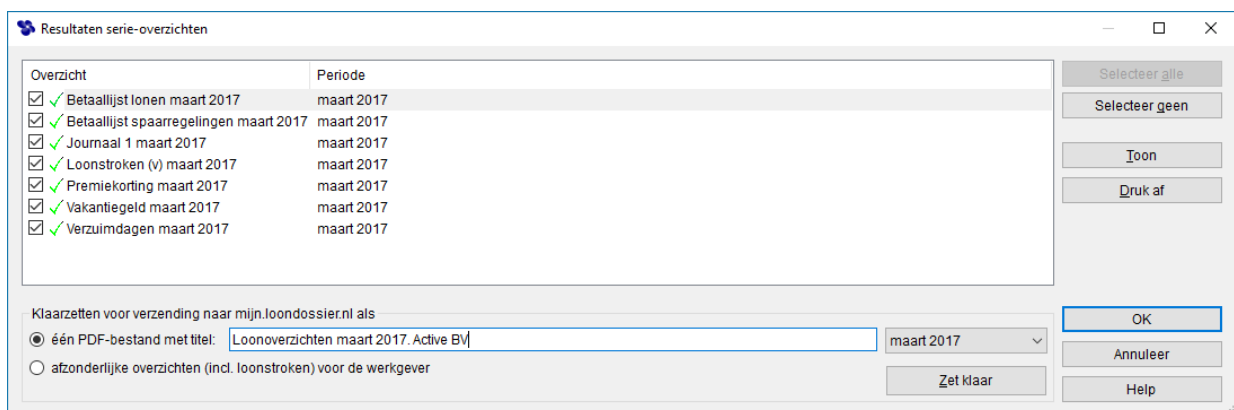 Resultaten serie-overzichten
Overzicht Periode
Betaallijst lonen maart 2017 maart 2017
Betaallijst spaarregelingen maart 2017 maart 2017
Journaal 1 maart 2017 maart 2017
Loonstroken (v) maart 2017 maart 2017
Premiekorting maart 2017 maart 2017
Vakantiegeld maart 2017 maart 2017
Verzuimdagen maart 2017 maart 2017
Selecteer alle
Selecteer geen
Toon
Druk af
Klaarzetten voor verzending naar mijn.loondossier.nl als
één PDF-bestand met titel: Loonoverzichten maart 2017. Active BV maart 2017
afzonderlijke overzichten (incl. loonstroken) voor de werkgever
Zet klaar
OK
Annuleer
Help